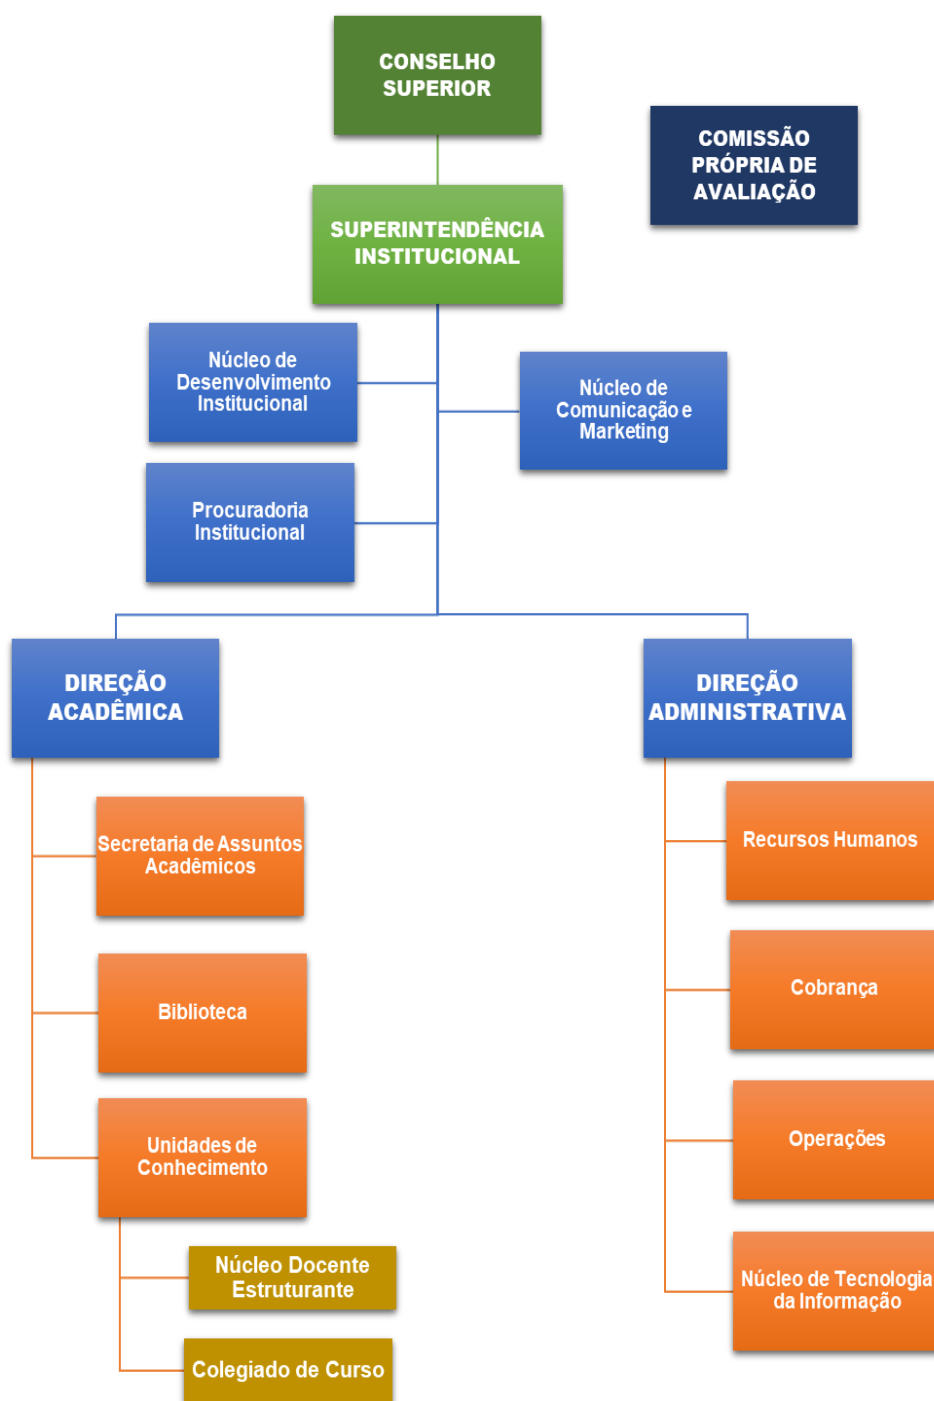 CONSELHO
SUPERIOR
COMISSÃO
PRÓPRIA DE
AVALIAÇÃO
SUPERINTENDÊNCIA
INSTITUCIONAL
Núcleo de
Desenvolvimento
Institucional
Núcleo de
Comunicação e
Marketing
Procuradoria
Institucional
DIREÇÃO
ACADÊMICA
DIREÇÃO
ADMINISTRATIVA
Secretaria de Assuntos
Acadêmicos
Biblioteca
Unidades de
Conhecimento
Núcleo Docente
Estruturante
Colegiado de Curso
Recursos Humanos
Cobrança
Operações
Núcleo de Tecnologia
da Informação